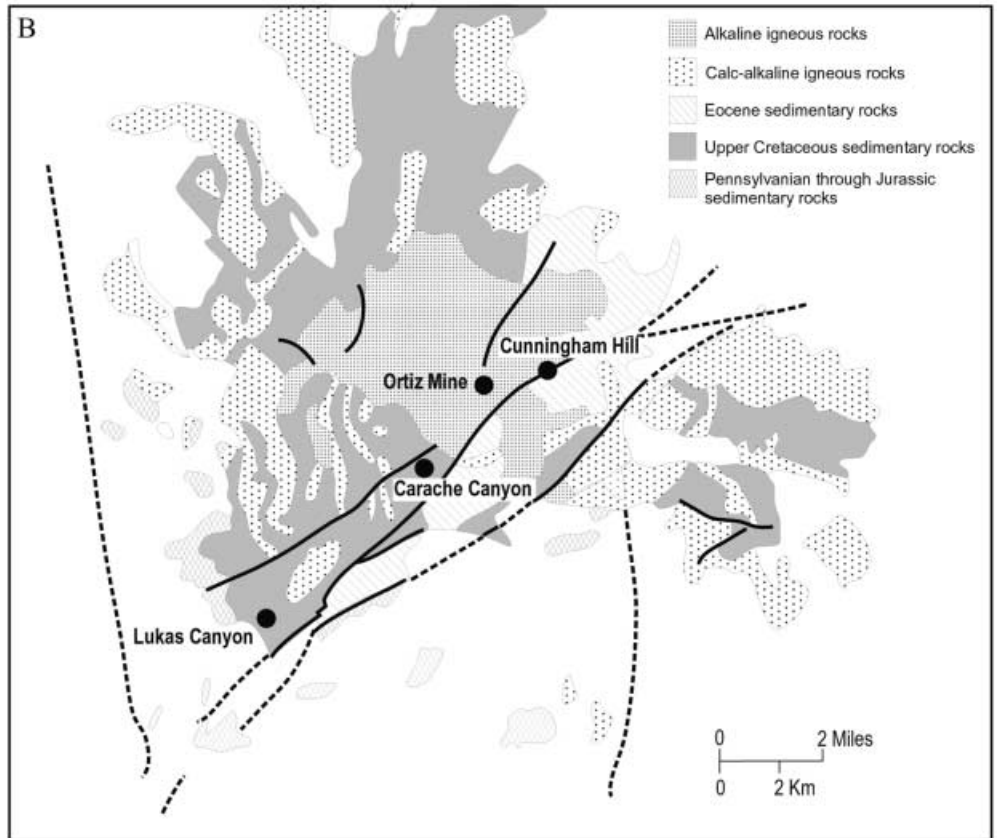 B
Alkaline igneous rocks
Calc-alkaline igneous rocks
Eocene sedimentary rocks
Upper Cretaceous sedimentary rocks
Pennsylvanian through Jurassic
sedimentary rocks
Cunningham Hill
Ortiz Mine
Carache Canyon
Lukas Canyon
0 2 Miles
0 2 Km